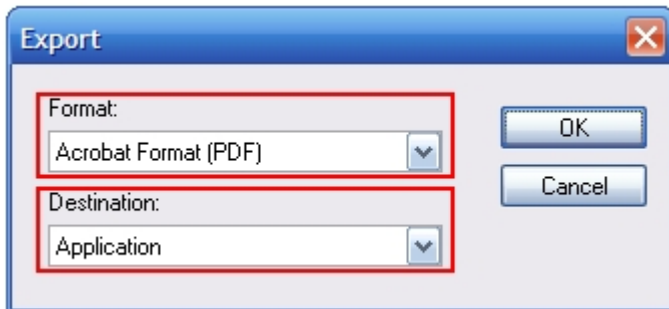 Export
Format:
Acrobat Format (PDF)
OK
Destination:
Cancel
Application